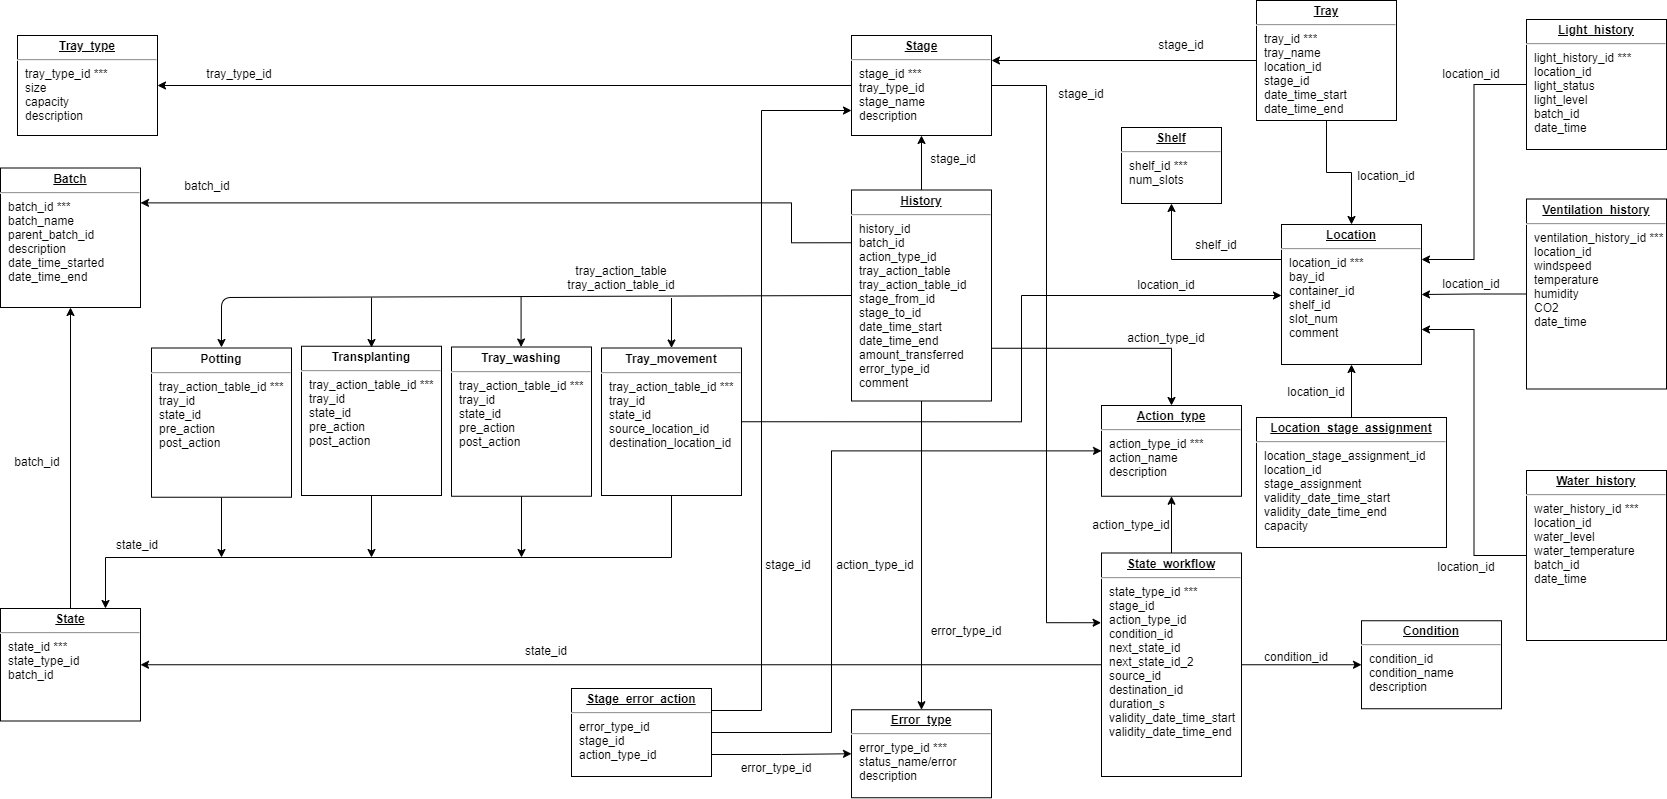 Tray_type
tray_type_id ***
size
capacity
description
tray_type_id
Stage
stage_id ***
tray_type_id
stage_name
description
stage_id
stage_id
Tray
tray_id ***
tray_name
location_id
stage_id
date_time_start
date_time_end
Light_history
light_history_id ***
location_id
light_status
light_level
batch_id
date_time
location_id
Shelf
shelf_id ***
num_slots
location_id
shelf_id
Batch
batch_id ***
batch_name
parent_batch_id
description
date_time_started
date_time_end
batch_id
stage_id
History
history_id
batch_id
action_type_id
tray_action_table
tray_action_table_id
stage_from_id
stage_to_id
date_time_start
date_time_end
amount_transferred
error_type_id
comment
Location
location_id ***
bay_id
container_id
shelf_id
slot_num
comment
Ventilation_history
ventilation_history_id ***
location_id
windspeed
temperature
humidity
CO2
date_time
location_id
tray_action_table
tray_action_table_id
location_id
action_type_id
Potting
tray_action_table_id ***
tray_id
state_id
pre_action
post_action
Transplanting
tray_action_table_id ***
tray_id
state_id
pre_action
post_action
Tray_washing
tray_action_table_id ***
tray_id
state_id
pre_action
post_action
Tray_movement
tray_action_table_id ***
tray_id
state_id
source_location_id
destination_location_id
location_id
Action_type
action_type_id ***
action_name
description
Location_stage_assignment
location_stage_assignment_id
location_id
stage_assignment
validity_date_time_start
validity_date_time_end
capacity
Water_history
water_history_id ***
location_id
water_level
water_temperature
batch_id
date_time
location_id
batch_id
state_id
stage_id
action_type_id
action_type_id
State_workflow
state_type_id ***
stage_id
action_type_id
condition_id
next_state_id
next_state_id_2
source_id
destination_id
duration_s
validity_date_time_start
validity_date_time_end
State
state_id ***
state_type_id
batch_id
state_id
error_type_id
condition_id
Condition
condition_id
condition_name
description
Stage_error_action
error_type_id
stage_id
action_type_id
error_type_id
Error_type
error_type_id ***
status_name/error
description